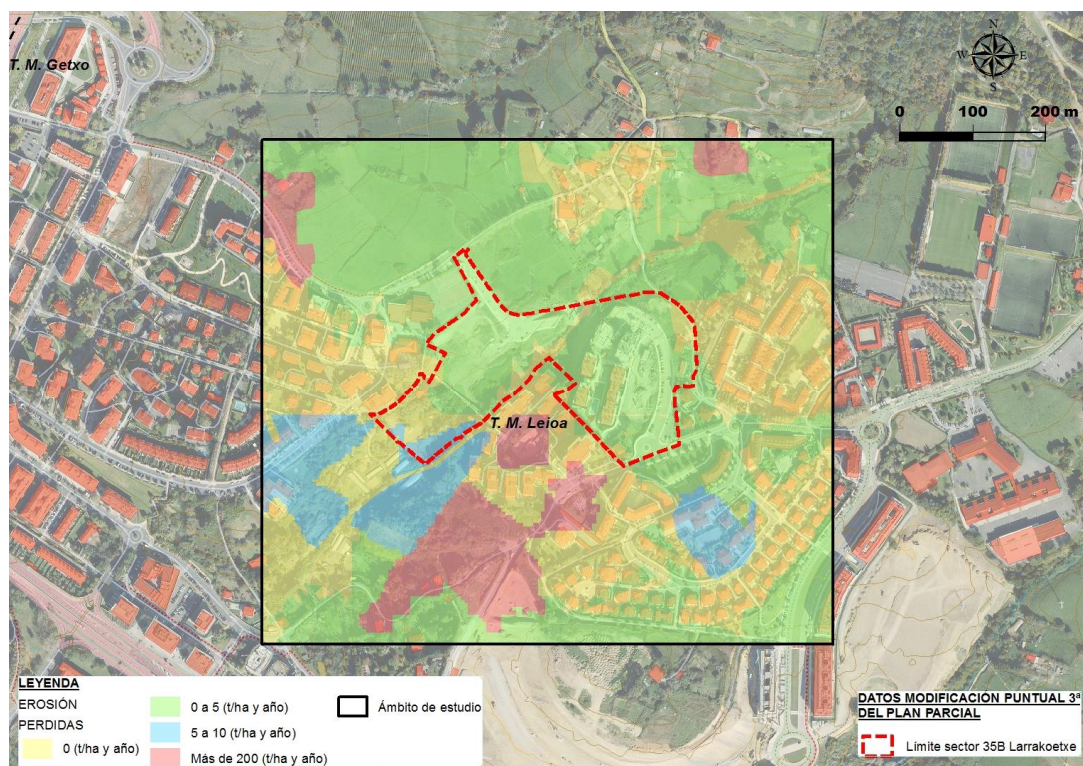 T. M. Getxo
N
W E
S
0 100 200 m
T. M. Leioa
LEYENDA
EROSIÓN
PERDIDAS
0 (t/ha y año)
0 a 5 (t/ha y año)
5 a 10 (t/ha y año)
Más de 200 (t/ha y año)
Ámbito de estudio
DATOS MODIFICACIÓN PUNTUAL 3ª
DEL PLAN PARCIAL
Límite sector 35B Larrakoetxe